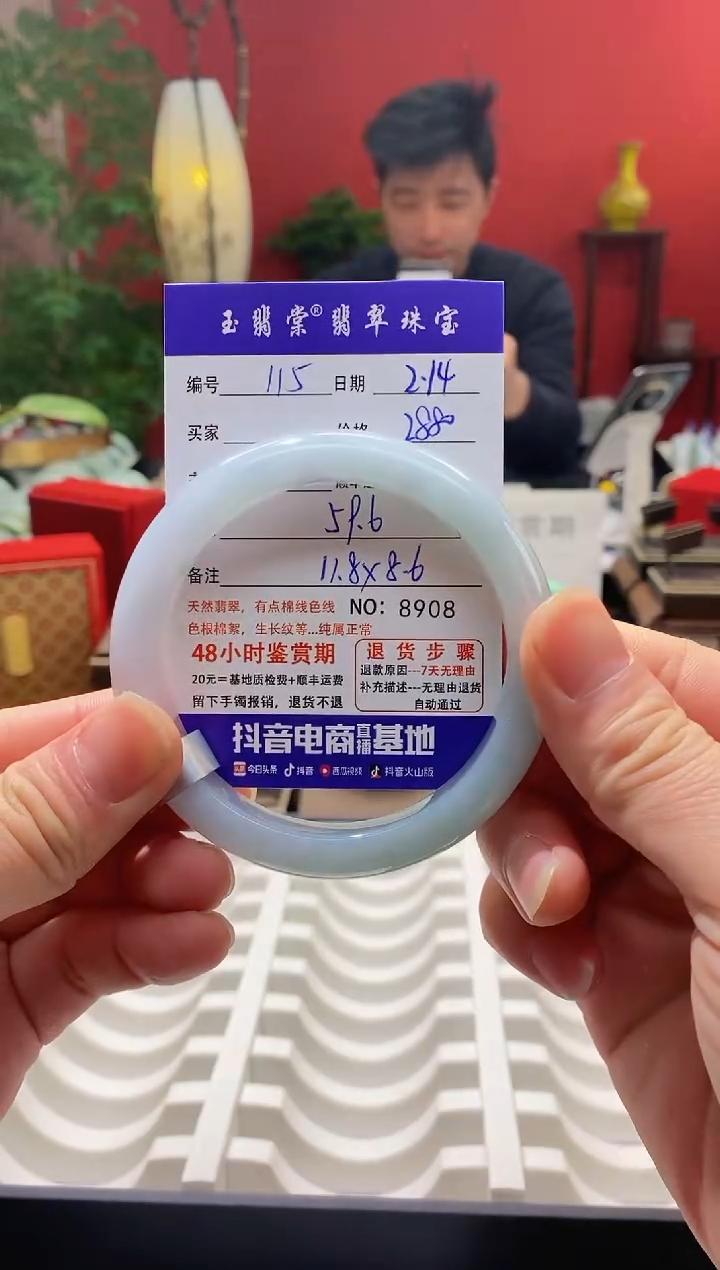 玉翡棠®翡翠珠宝
编号 115 日期 2.14
买家 价格 2880
59.6
备注 11.8x8.6
天然翡翠，有点棉线色线 NO：8908
色根棉絮，生长纹等...纯属正常
48小时鉴赏期
20元=基地质检费+顺丰运费
留下手镯报销，退货不退
退货步骤
退款原因---7天无理由
补充描述---无理由退货
自动通过
抖音电商直播基地
今日头条 抖音 西瓜视频 抖音火山版